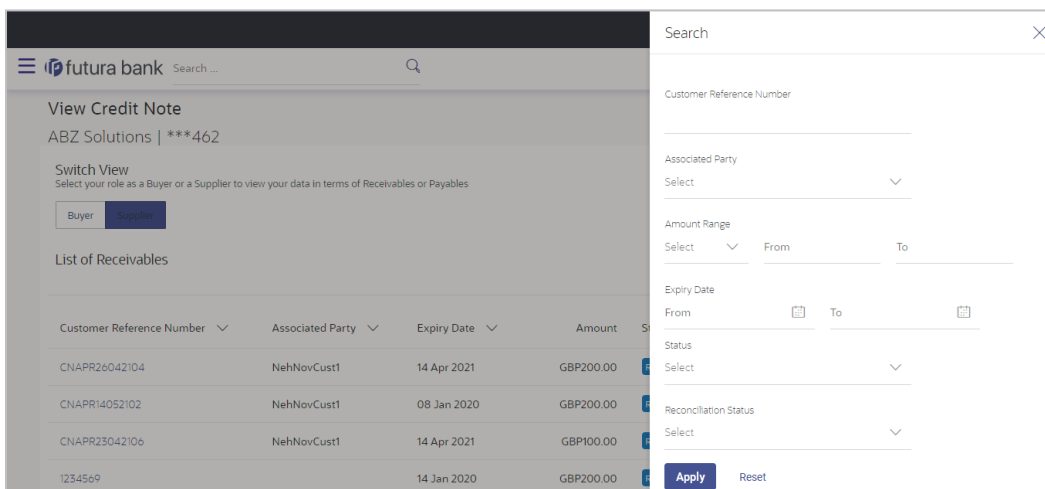 futura bank Search ...
View Credit Note
ABZ Solutions | ***462
Switch View
Select your role as a Buyer or a Supplier to view your data in terms of Receivables or Payables
Buyer Supplier
List of Receivables
Customer Reference Number Associated Party Expiry Date Amount
CNAPR26042104 NehNovCust1 14 Apr 2021 GBP200.00
CNAPR14052102 NehNovCust1 08 Jan 2020 GBP200.00
CNAPR23042106 NehNovCust1 14 Apr 2021 GBP100.00
1234569 14 Jan 2020 GBP200.00
Search
Customer Reference Number
Associated Party
Select
Amount Range
Select From To
Expiry Date
From To
Status
Select
Reconciliation Status
Select
Apply Reset